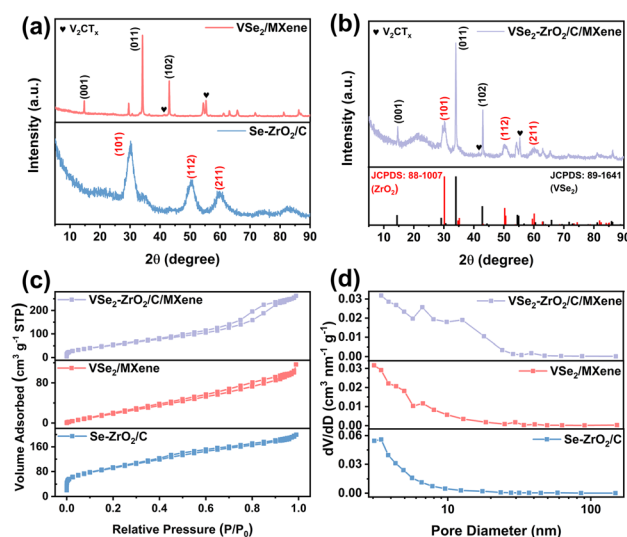 (a)
♥ V₂CTₓ
VSe₂/MXene
(001)
(011)
(102)
Se-ZrO₂/C
(101)
(112)
(211)
Intensity (a.u.)
5 10 20 30 40 50 60 70 80 90
2θ (degree)
(b)
♥ V₂CTₓ
VSe₂-ZrO₂/C/MXene
(001)
(101)
(011)
(102)
(112)
(211)
JCPDS: 88-1007
(ZrO₂)
JCPDS: 89-1641
(VSe₂)
Intensity (a.u.)
10 20 30 40 50 60 70 80 90
2θ (degree)
(c)
VSe₂-ZrO₂/C/MXene
VSe₂/MXene
Se-ZrO₂/C
200
100
0
80
0
160
80
0
Volume Adsorbed (cm³ g⁻¹ STP)
0.0 0.2 0.4 0.6 0.8 1.0
Relative Pressure (P/P₀)
(d)
VSe₂-ZrO₂/C/MXene
VSe₂/MXene
Se-ZrO₂/C
0.03
0.02
0.01
0.00
0.03
0.02
0.01
0.00
0.06
0.03
0.00
dV/dD (cm³ nm⁻¹ g⁻¹)
10 100
Pore Diameter (nm)